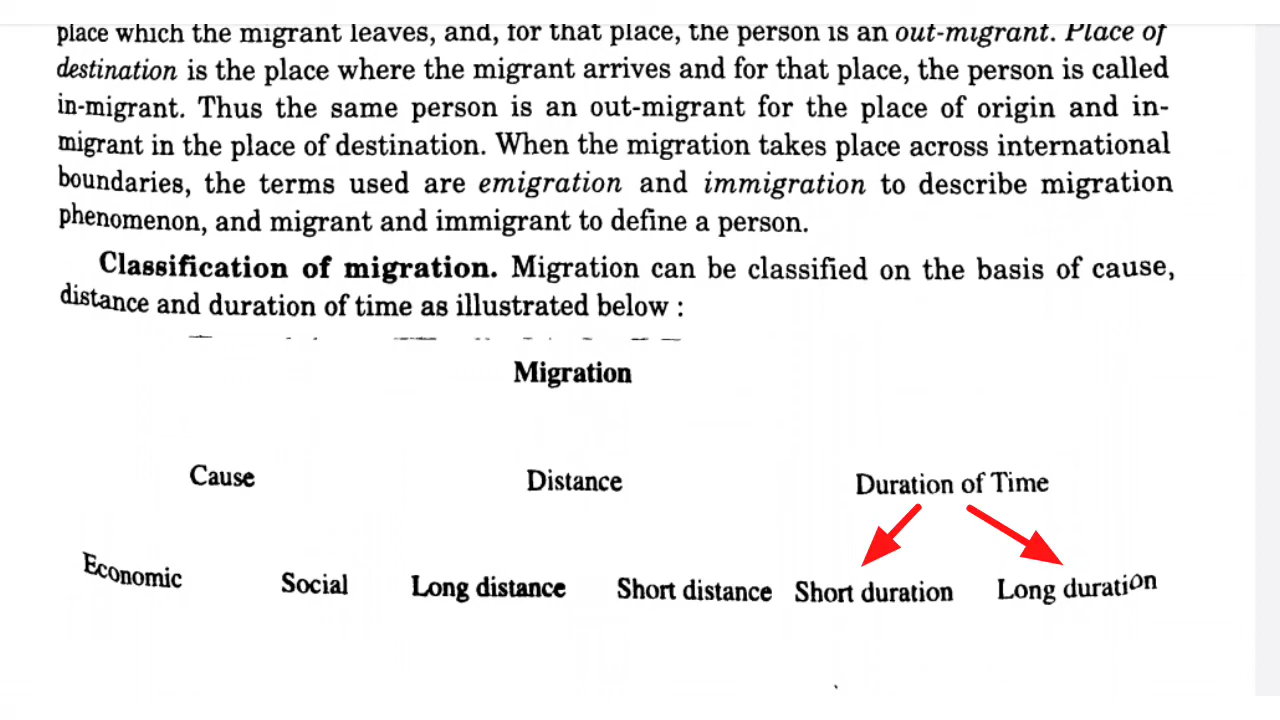 place which the migrant leaves, and, for that place, the person is an out-migrant. Place of
destination is the place where the migrant arrives and for that place, the person is called
in-migrant. Thus the same person is an out-migrant for the place of origin and in-
migrant in the place of destination. When the migration takes place across international
boundaries, the terms used are emigration and immigration to describe migration
phenomenon, and migrant and immigrant to define a person.
Classification of migration. Migration can be classified on the basis of cause,
distance and duration of time as illustrated below :
Migration
Cause Distance Duration of Time
Economic Social Long distance Short distance Short duration Long duration